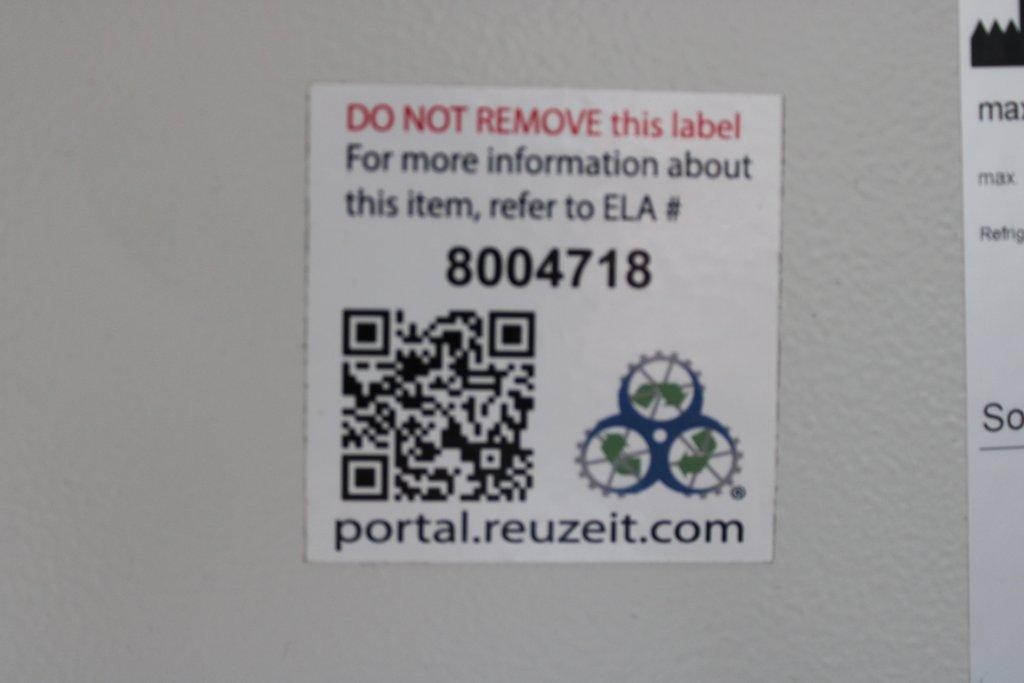 DO NOT REMOVE this label
For more information about
this item, refer to ELA #
8004718
®
portal.reuzeit.com
max.
So